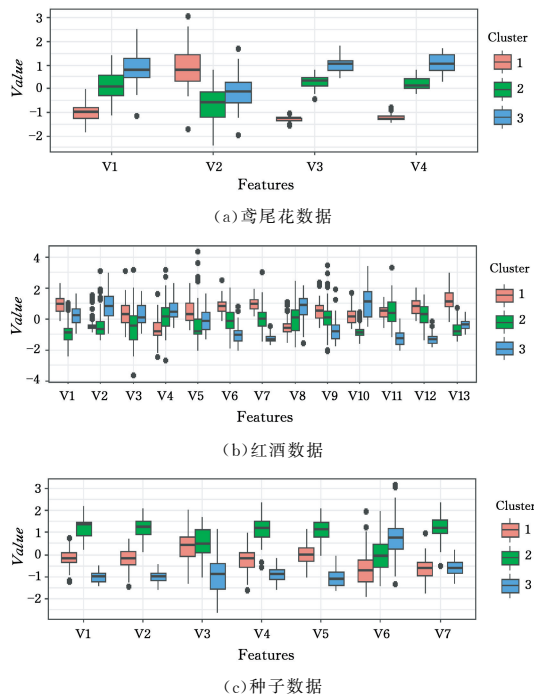 3
2
1
0
−1
−2
Value
V1 V2 V3 V4
Features
Cluster
1
2
3
(a)鸢尾花数据
4
2
0
−2
−4
Value
V1 V2 V3 V4 V5 V6 V7 V8 V9 V10 V11 V12 V13
Features
Cluster
1
2
3
(b)红酒数据
3
2
1
0
−1
−2
Value
V1 V2 V3 V4 V5 V6 V7
Features
Cluster
1
2
3
(c)种子数据